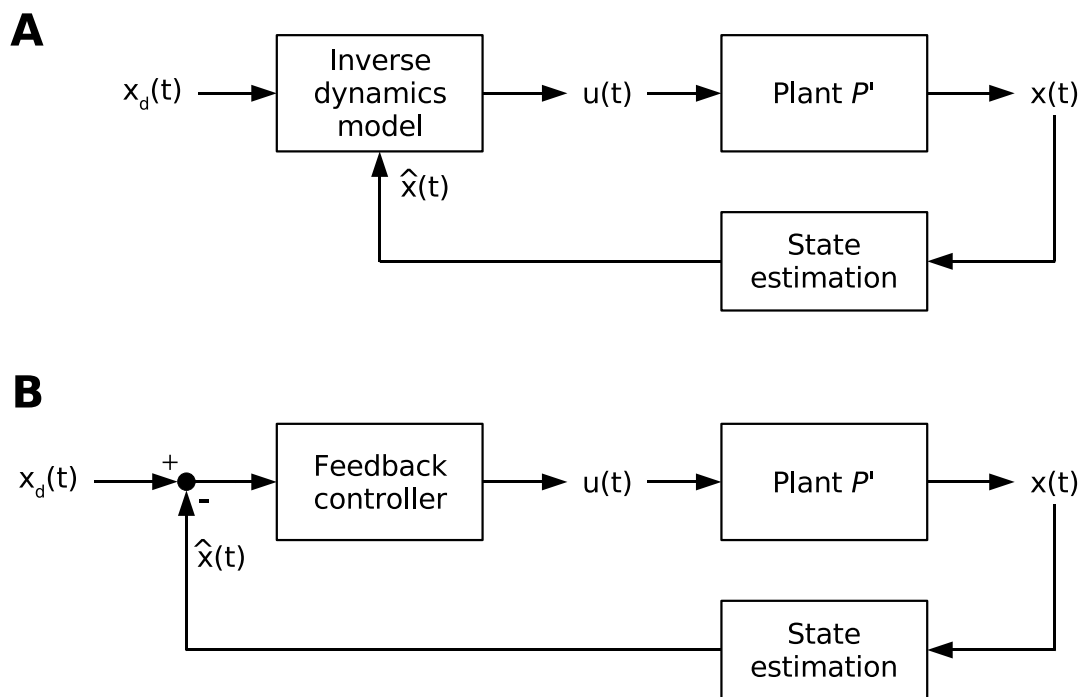 A
x_d(t)
Inverse
dynamics
model
u(t)
Plant P'
x(t)
x̂(t)
State
estimation
B
x_d(t)
+
-
Feedback
controller
u(t)
Plant P'
x(t)
x̂(t)
State
estimation